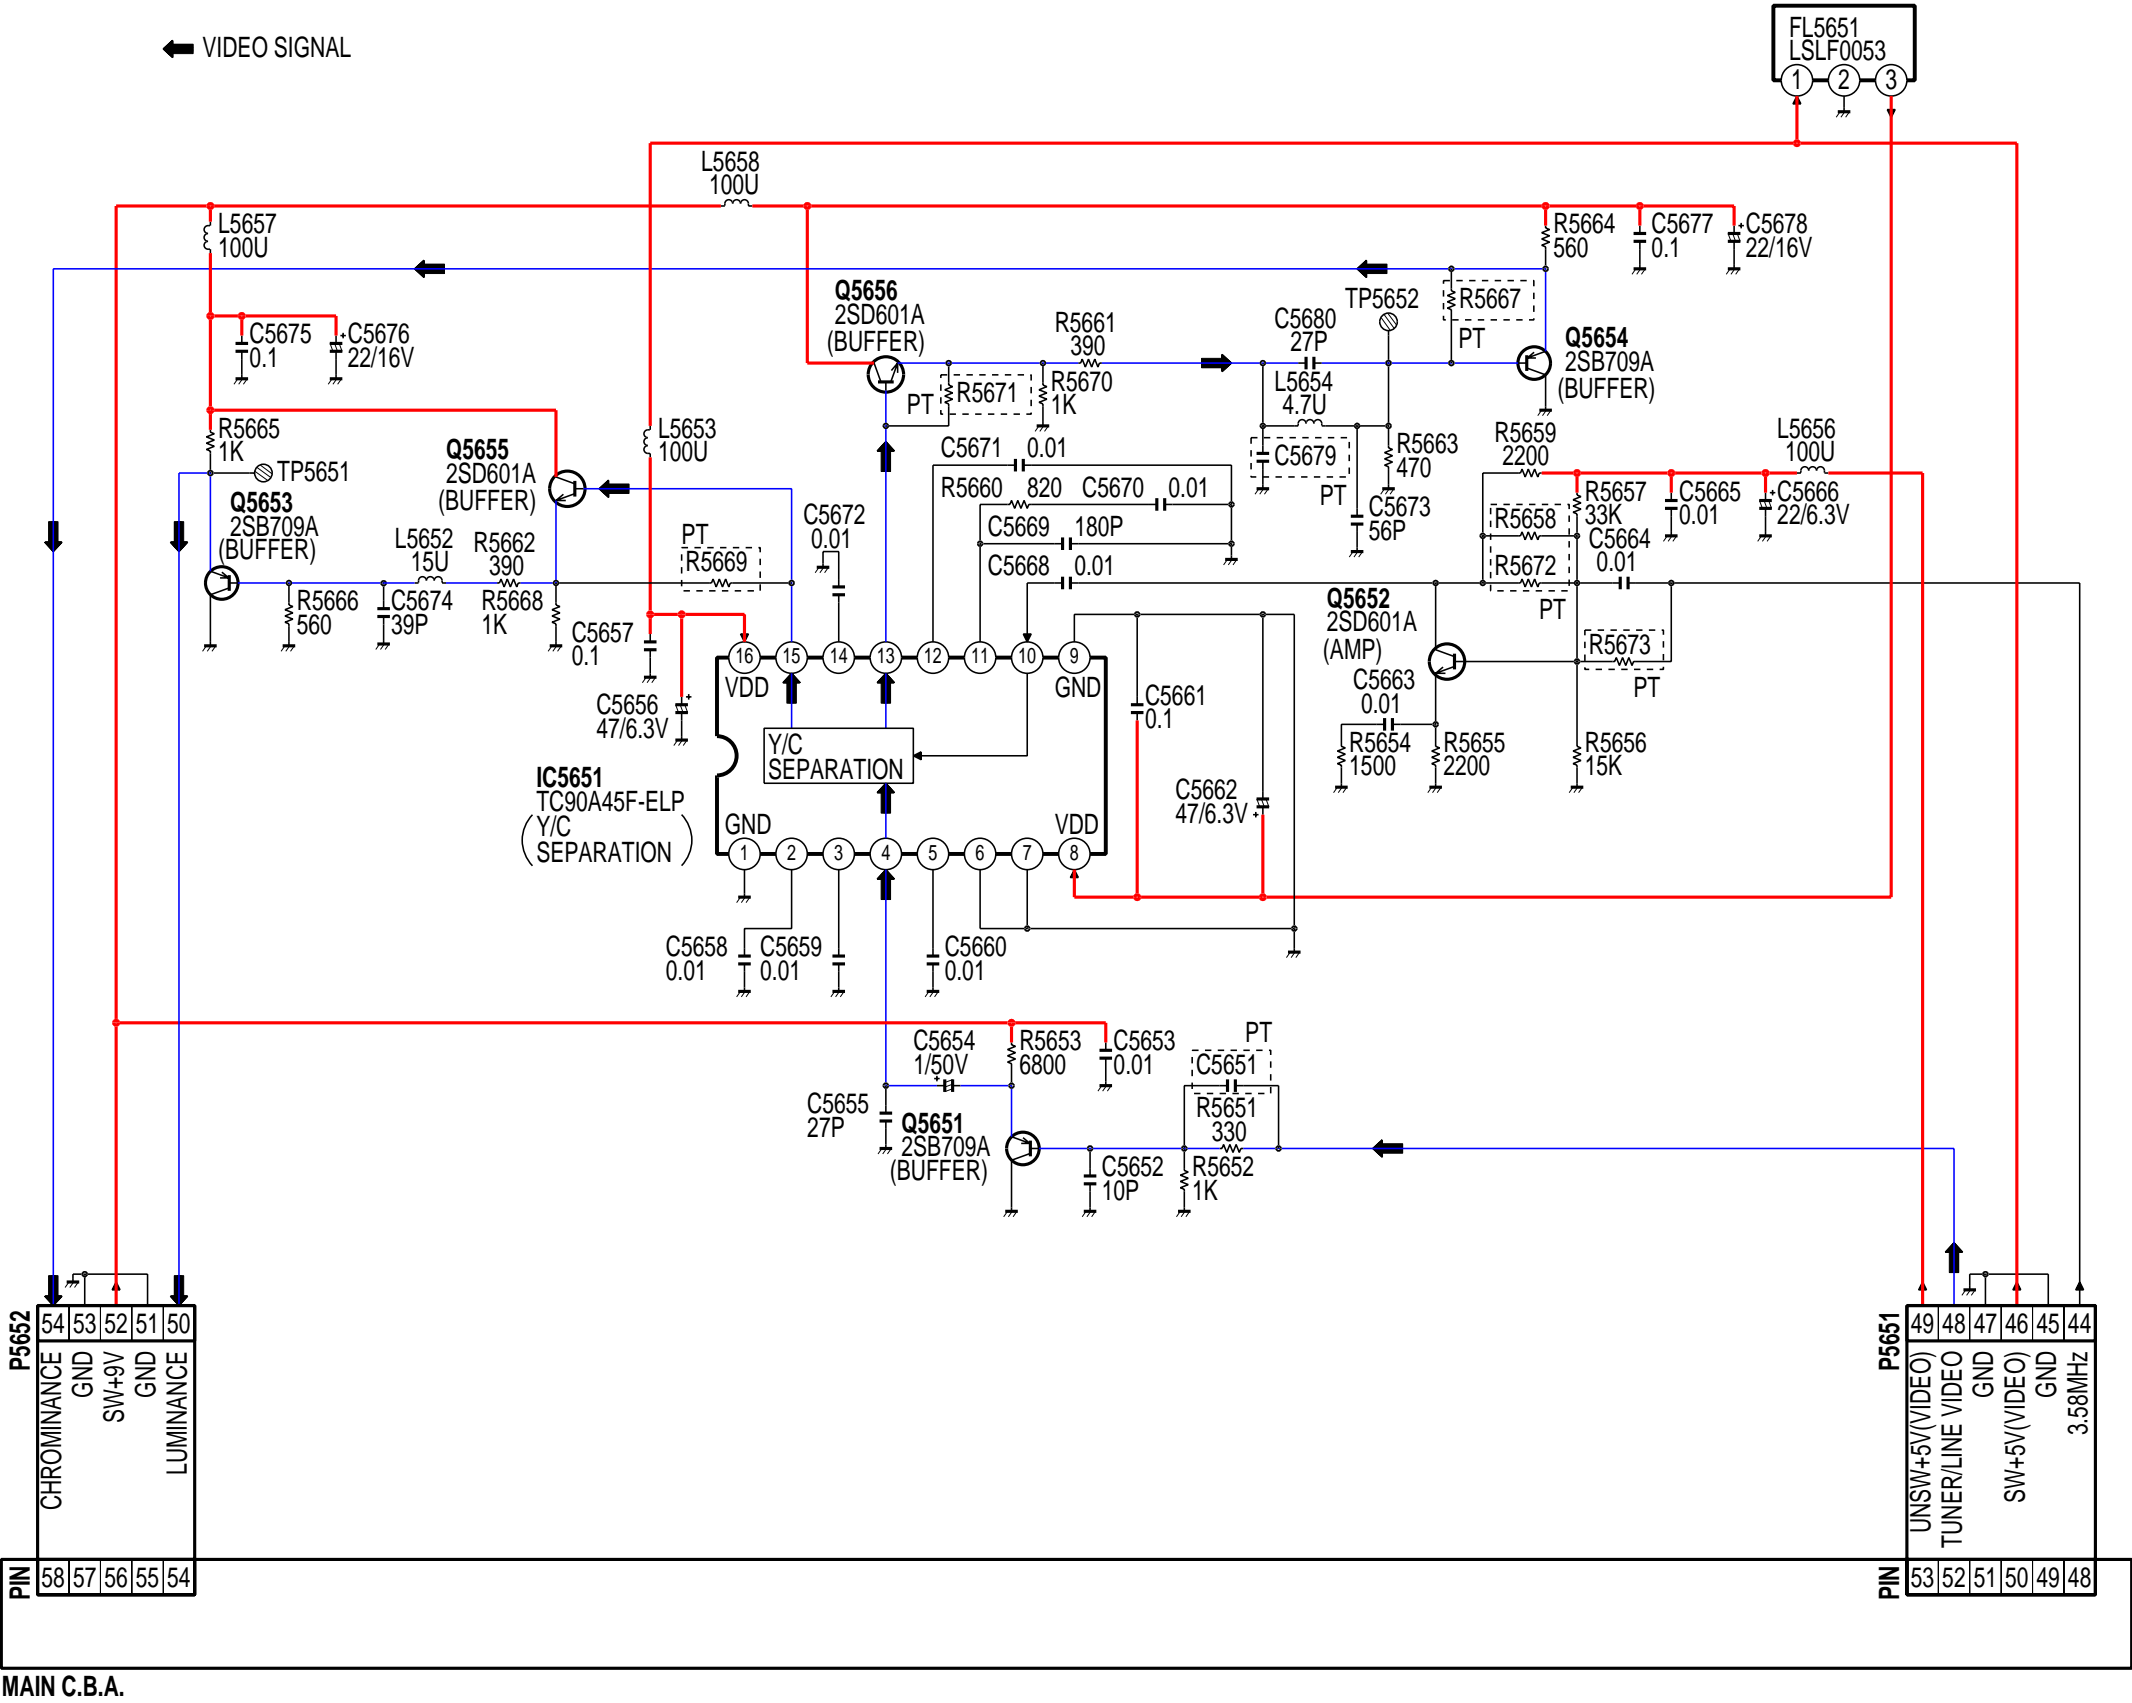 VIDEO SIGNAL
FL5651
LSLF0053
1
2
3
L5658
100U
L5657
100U
R5664
560
C5677
0.1
C5678
+
22/16V
Q5656
2SD601A
(BUFFER)
TP5652
R5667
PT
C5675
0.1
C5676
+
22/16V
R5661
390
C5680
27P
Q5654
2SB709A
(BUFFER)
R5671
PT
R5670
1K
L5654
4.7U
R5665
1K
TP5651
Q5655
2SD601A
(BUFFER)
L5653
100U
C5671
0.01
C5679
PT
R5663
470
R5659
2200
L5656
100U
Q5653
2SB709A
(BUFFER)
R5660
820
C5670
0.01
C5673
56P
R5657
33K
C5665
0.01
C5666
+
22/6.3V
C5672
0.01
C5669
180P
R5658
C5664
0.01
L5652
15U
R5662
390
PT
R5669
C5668
0.01
R5672
PT
R5666
560
C5674
39P
R5668
1K
C5657
0.1
Q5652
2SD601A
(AMP)
R5673
PT
16
15
14
13
12
11
10
9
VDD
GND
C5656
+
47/6.3V
C5661
0.1
C5663
0.01
Y/C
SEPARATION
R5654
1500
R5655
2200
R5656
15K
IC5651
TC90A45F-ELP
Y/C
SEPARATION
C5662
47/6.3V
+
GND
VDD
1
2
3
4
5
6
7
8
C5658
0.01
C5659
0.01
C5660
0.01
C5654
1/50V
+
R5653
6800
C5653
0.01
PT
C5651
C5655
27P
Q5651
2SB709A
(BUFFER)
R5651
330
C5652
10P
R5652
1K
P5652
54
53
52
51
50
CHROMINANCE
GND
SW+9V
GND
LUMINANCE
PIN
58
57
56
55
54
P5651
49
48
47
46
45
44
UNSW+5V(VIDEO)
TUNER/LINE VIDEO
GND
SW+5V(VIDEO)
GND
3.58MHz
PIN
53
52
51
50
49
48
MAIN C.B.A.